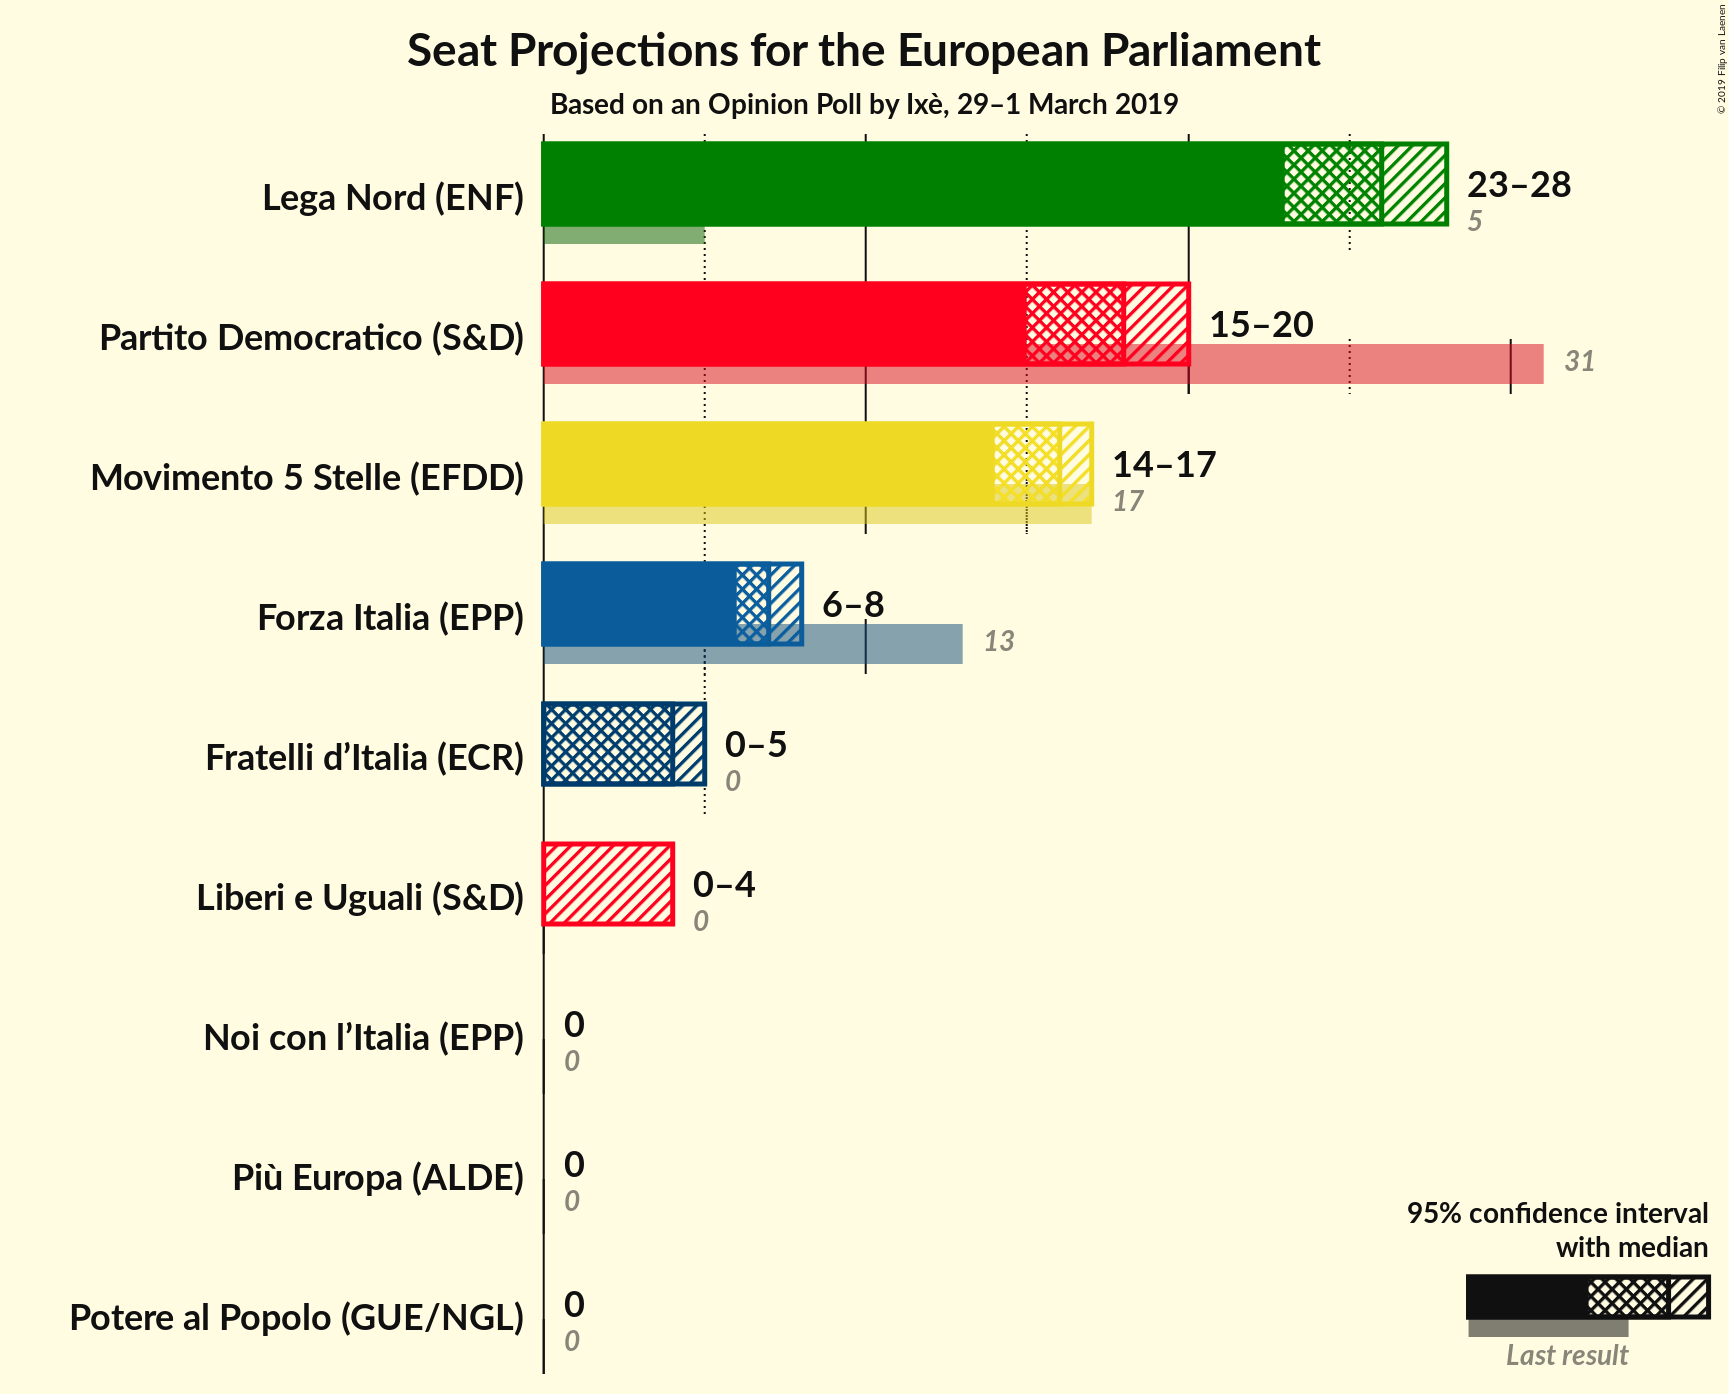 Seat Projections for the European Parliament
Based on an Opinion Poll by Ixè, 29–1 March 2019
© 2019 Filip van Laenen
Lega Nord (ENF)
23–28
5
Partito Democratico (S&D)
15–20
31
Movimento 5 Stelle (EFDD)
14–17
17
Forza Italia (EPP)
6–8
13
Fratelli d’Italia (ECR)
0–5
0
Liberi e Uguali (S&D)
0–4
0
Noi con l’Italia (EPP)
0
0
Più Europa (ALDE)
0
0
Potere al Popolo (GUE/NGL)
0
0
95% confidence interval
with median
Last result